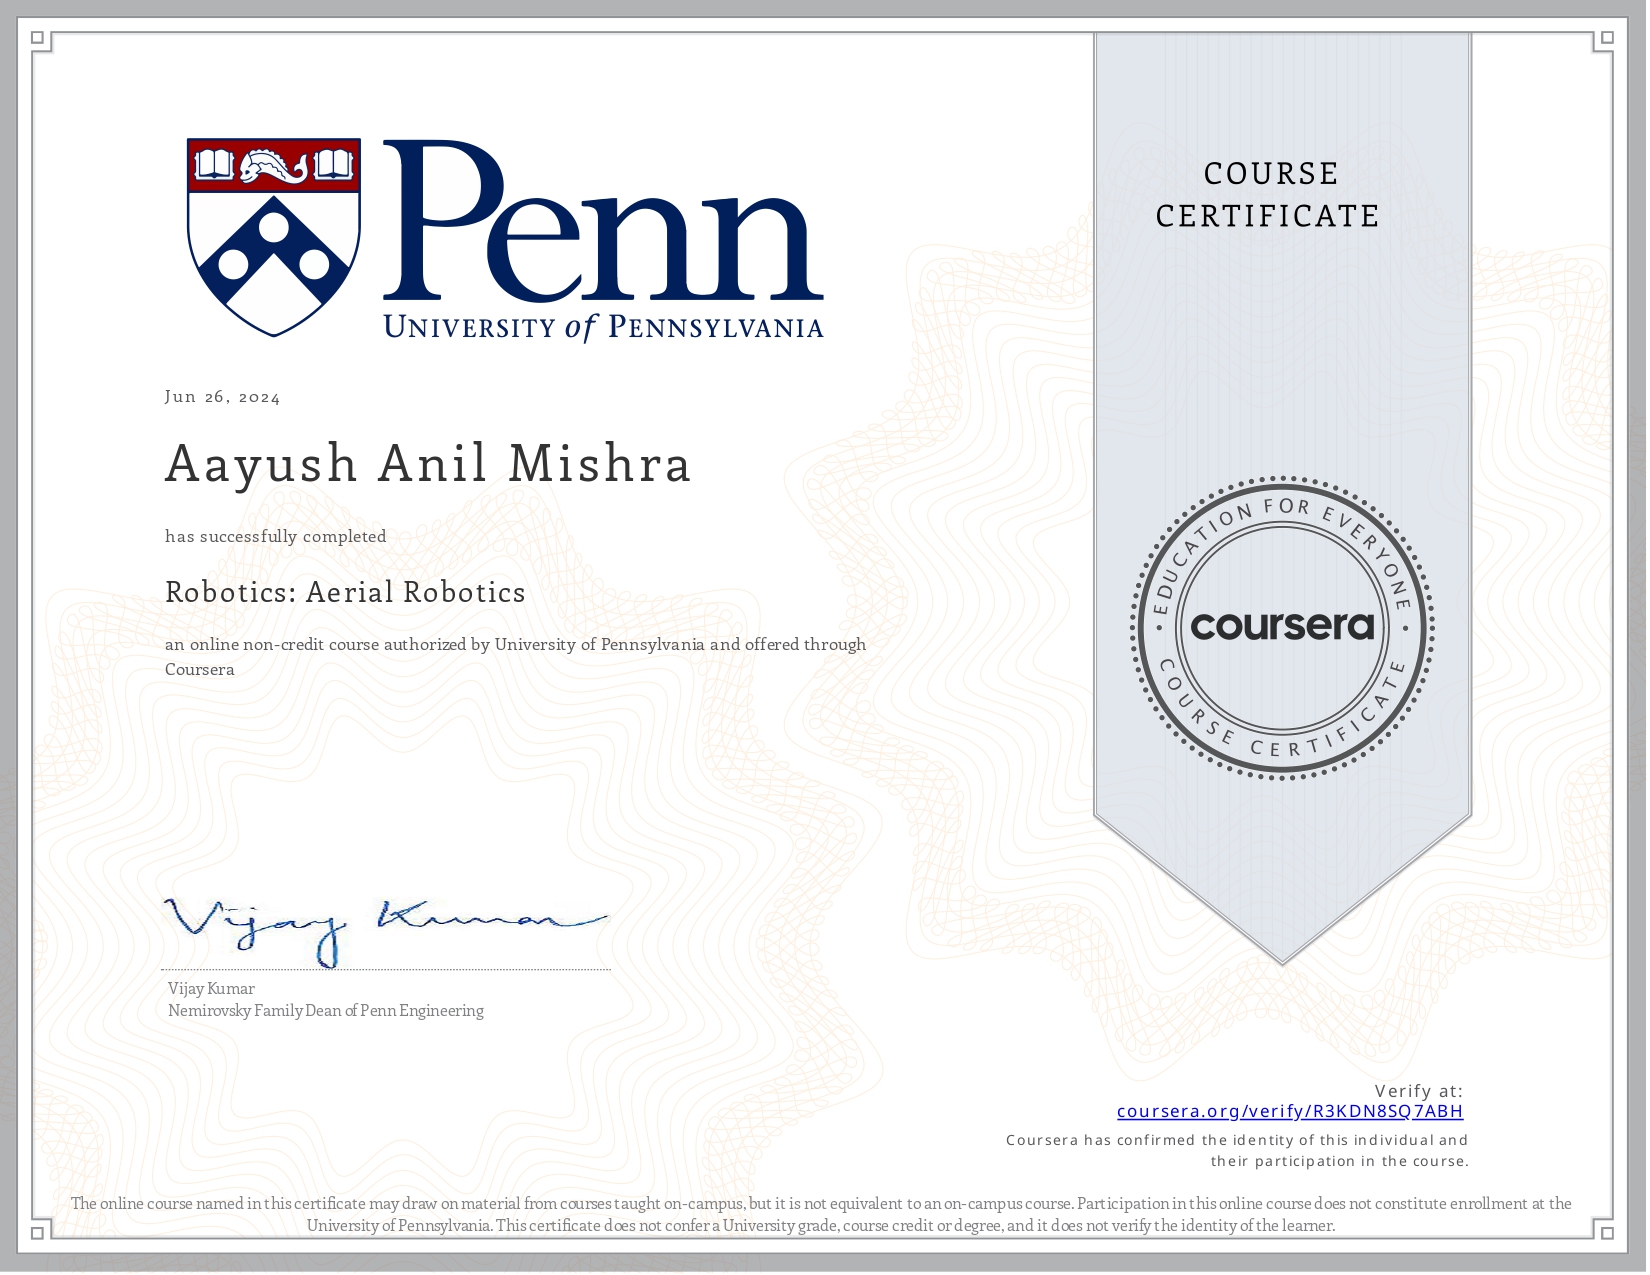 Penn
UNIVERSITY of PENNSYLVANIA
COURSE
CERTIFICATE
Jun 26, 2024
Aayush Anil Mishra
has successfully completed
Robotics: Aerial Robotics
an online non-credit course authorized by University of Pennsylvania and offered through
Coursera
EDUCATION FOR EVERYONE
coursera
COURSE CERTIFICATE
Vijay Kumar
Vijay Kumar
Nemirovsky Family Dean of Penn Engineering
Verify at:
coursera.org/verify/R3KDN8SQ7ABH
Coursera has confirmed the identity of this individual and
their participation in the course.
The online course named in this certificate may draw on material from courses taught on-campus, but it is not equivalent to an on-campus course. Participation in this online course does not constitute enrollment at the
University of Pennsylvania. This certificate does not confer a University grade, course credit or degree, and it does not verify the identity of the learner.